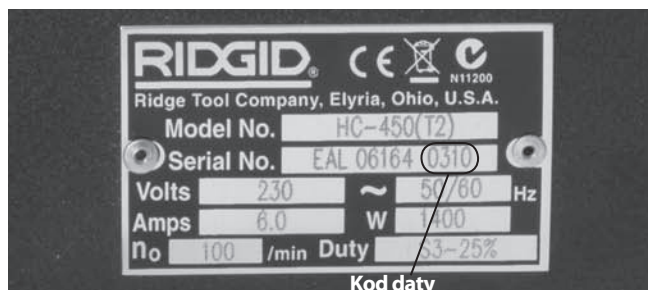 RIDGID®
CE
N11200
Ridge Tool Company, Elyria, Ohio, U.S.A.
Model No. HC-450(T2)
Serial No. EAL 06164 0310
Volts 230 ~ 50/60 Hz
Amps 6.0 W 1400
no 100 /min Duty S3~25%
Kod daty